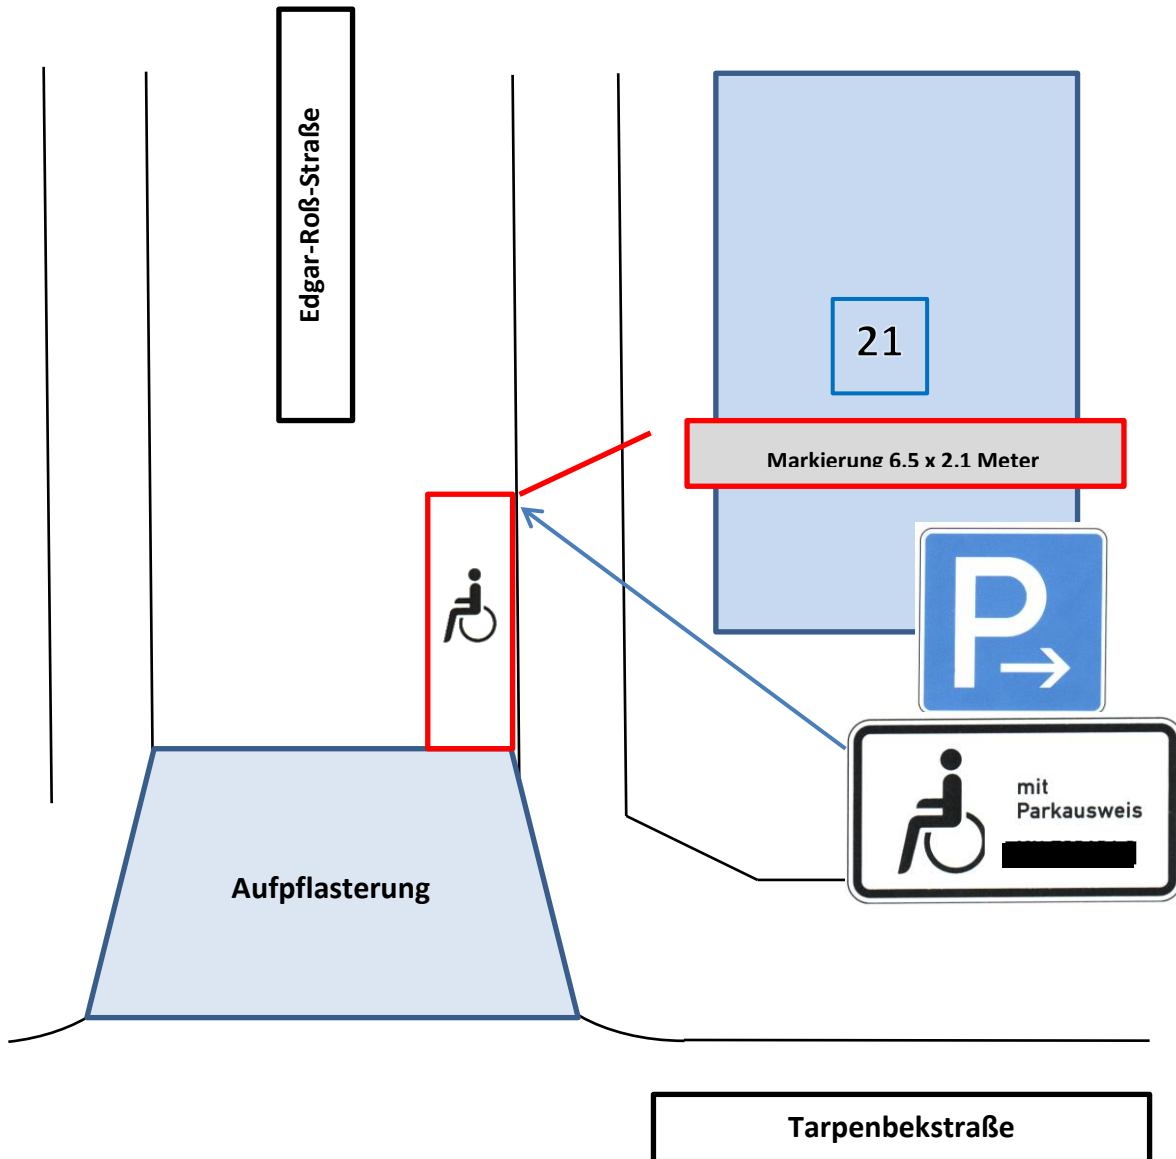 Edgar-Roß-Straße
21
Markierung 6.5 x 2.1 Meter
P
mit
Parkausweis
Aufpflasterung
Tarpenbekstraße